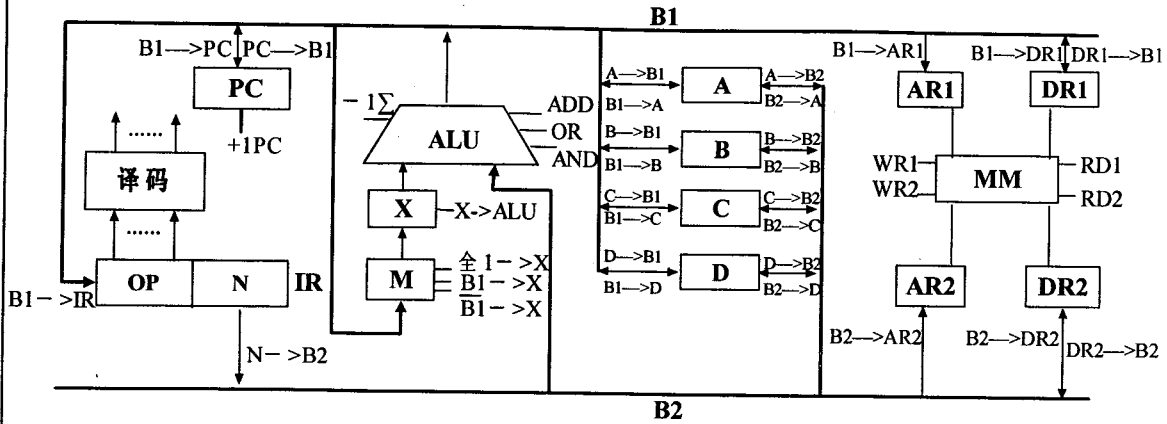 B1
B1—>PC PC—>B1
PC
+1PC
……
译码
……
OP N IR
B1－>IR
N－>B2
－1∑
ALU
ADD
OR
AND
X
X->ALU
M
全1－>X
B1－>X
B1－>X
A—>B1 A A—>B2
B1—>A B2—>A
B—>B1 B B—>B2
B1—>B B2—>B
C—>B1 C C—>B2
B1—>C B2—>C
D—>B1 D D—>B2
B1—>D B2—>D
B1—>AR1 B1—>DR1 DR1—>B1
AR1 DR1
WR1 MM RD1
WR2 RD2
AR2 DR2
B2—>AR2 B2—>DR2 DR2—>B2
B2